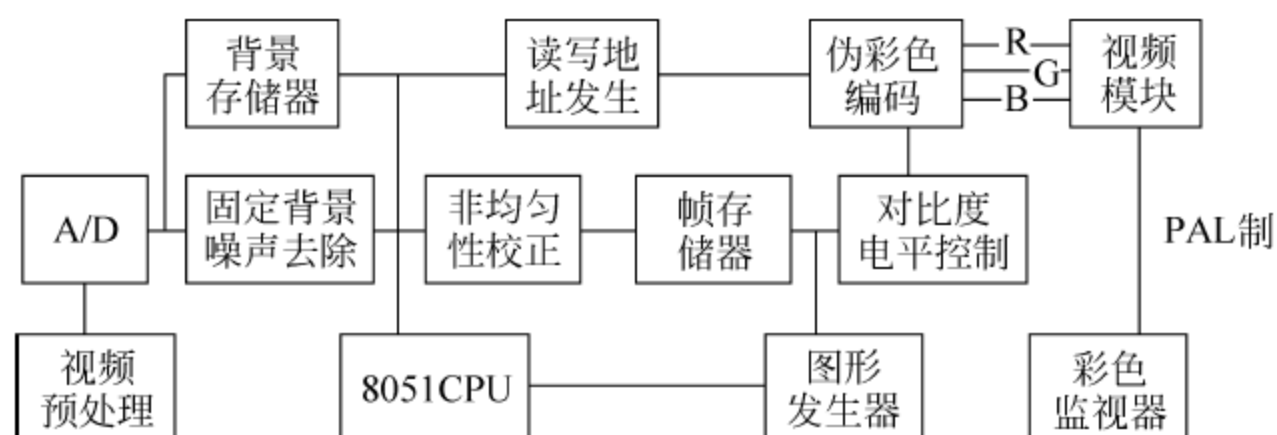 背景
存储器
读写地
址发生
伪彩色
编码
R
G
B
视频
模块
A/D
固定背景
噪声去除
非均匀
性校正
帧存
储器
对比度
电平控制
PAL制
视频
预处理
8051CPU
图形
发生器
彩色
监视器